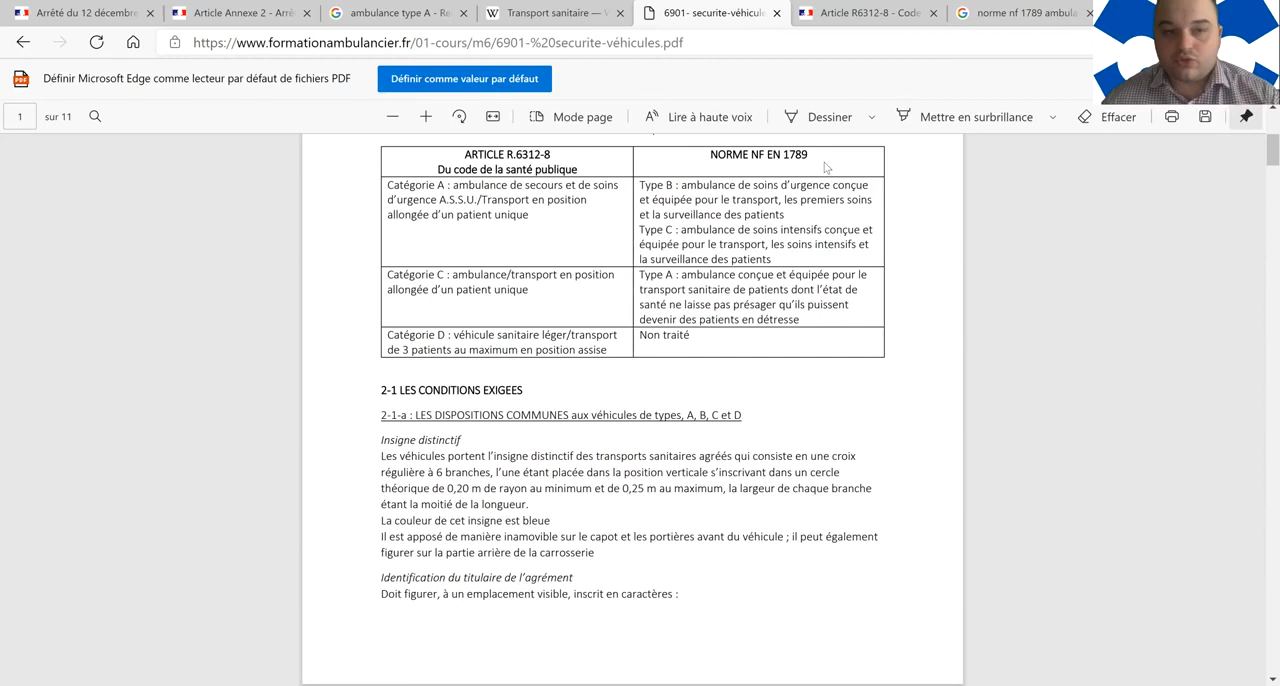 Arrêté du 12 décembre
Article Annexe 2 - Arrê
ambulance type A - Re
Transport sanitaire —
6901- securite-véhicule
Article R6312-8 - Code
norme nf 1789 ambula
https://www.formationambulancier.fr/01-cours/m6/6901-%20securite-véhicules.pdf
PDF
Définir Microsoft Edge comme lecteur par défaut de fichiers PDF
Définir comme valeur par défaut
1 sur 11
Mode page
Lire à haute voix
Dessiner
Mettre en surbrillance
Effacer
ARTICLE R.6312-8
Du code de la santé publique
NORME NF EN 1789
Catégorie A : ambulance de secours et de soins
d'urgence A.S.S.U./Transport en position
allongée d'un patient unique
Type B : ambulance de soins d'urgence conçue
et équipée pour le transport, les premiers soins
et la surveillance des patients
Type C : ambulance de soins intensifs conçue et
équipée pour le transport, les soins intensifs et
la surveillance des patients
Catégorie C : ambulance/transport en position
allongée d'un patient unique
Type A : ambulance conçue et équipée pour le
transport sanitaire de patients dont l'état de
santé ne laisse pas présager qu'ils puissent
devenir des patients en détresse
Catégorie D : véhicule sanitaire léger/transport
de 3 patients au maximum en position assise
Non traité
2-1 LES CONDITIONS EXIGEES
2-1-a : LES DISPOSITIONS COMMUNES aux véhicules de types, A, B, C et D
Insigne distinctif
Les véhicules portent l'insigne distinctif des transports sanitaires agréés qui consiste en une croix
régulière à 6 branches, l'une étant placée dans la position verticale s'inscrivant dans un cercle
théorique de 0,20 m de rayon au minimum et de 0,25 m au maximum, la largeur de chaque branche
étant la moitié de la longueur.
La couleur de cet insigne est bleue
Il est apposé de manière inamovible sur le capot et les portières avant du véhicule ; il peut également
figurer sur la partie arrière de la carrosserie
Identification du titulaire de l'agrément
Doit figurer, à un emplacement visible, inscrit en caractères :